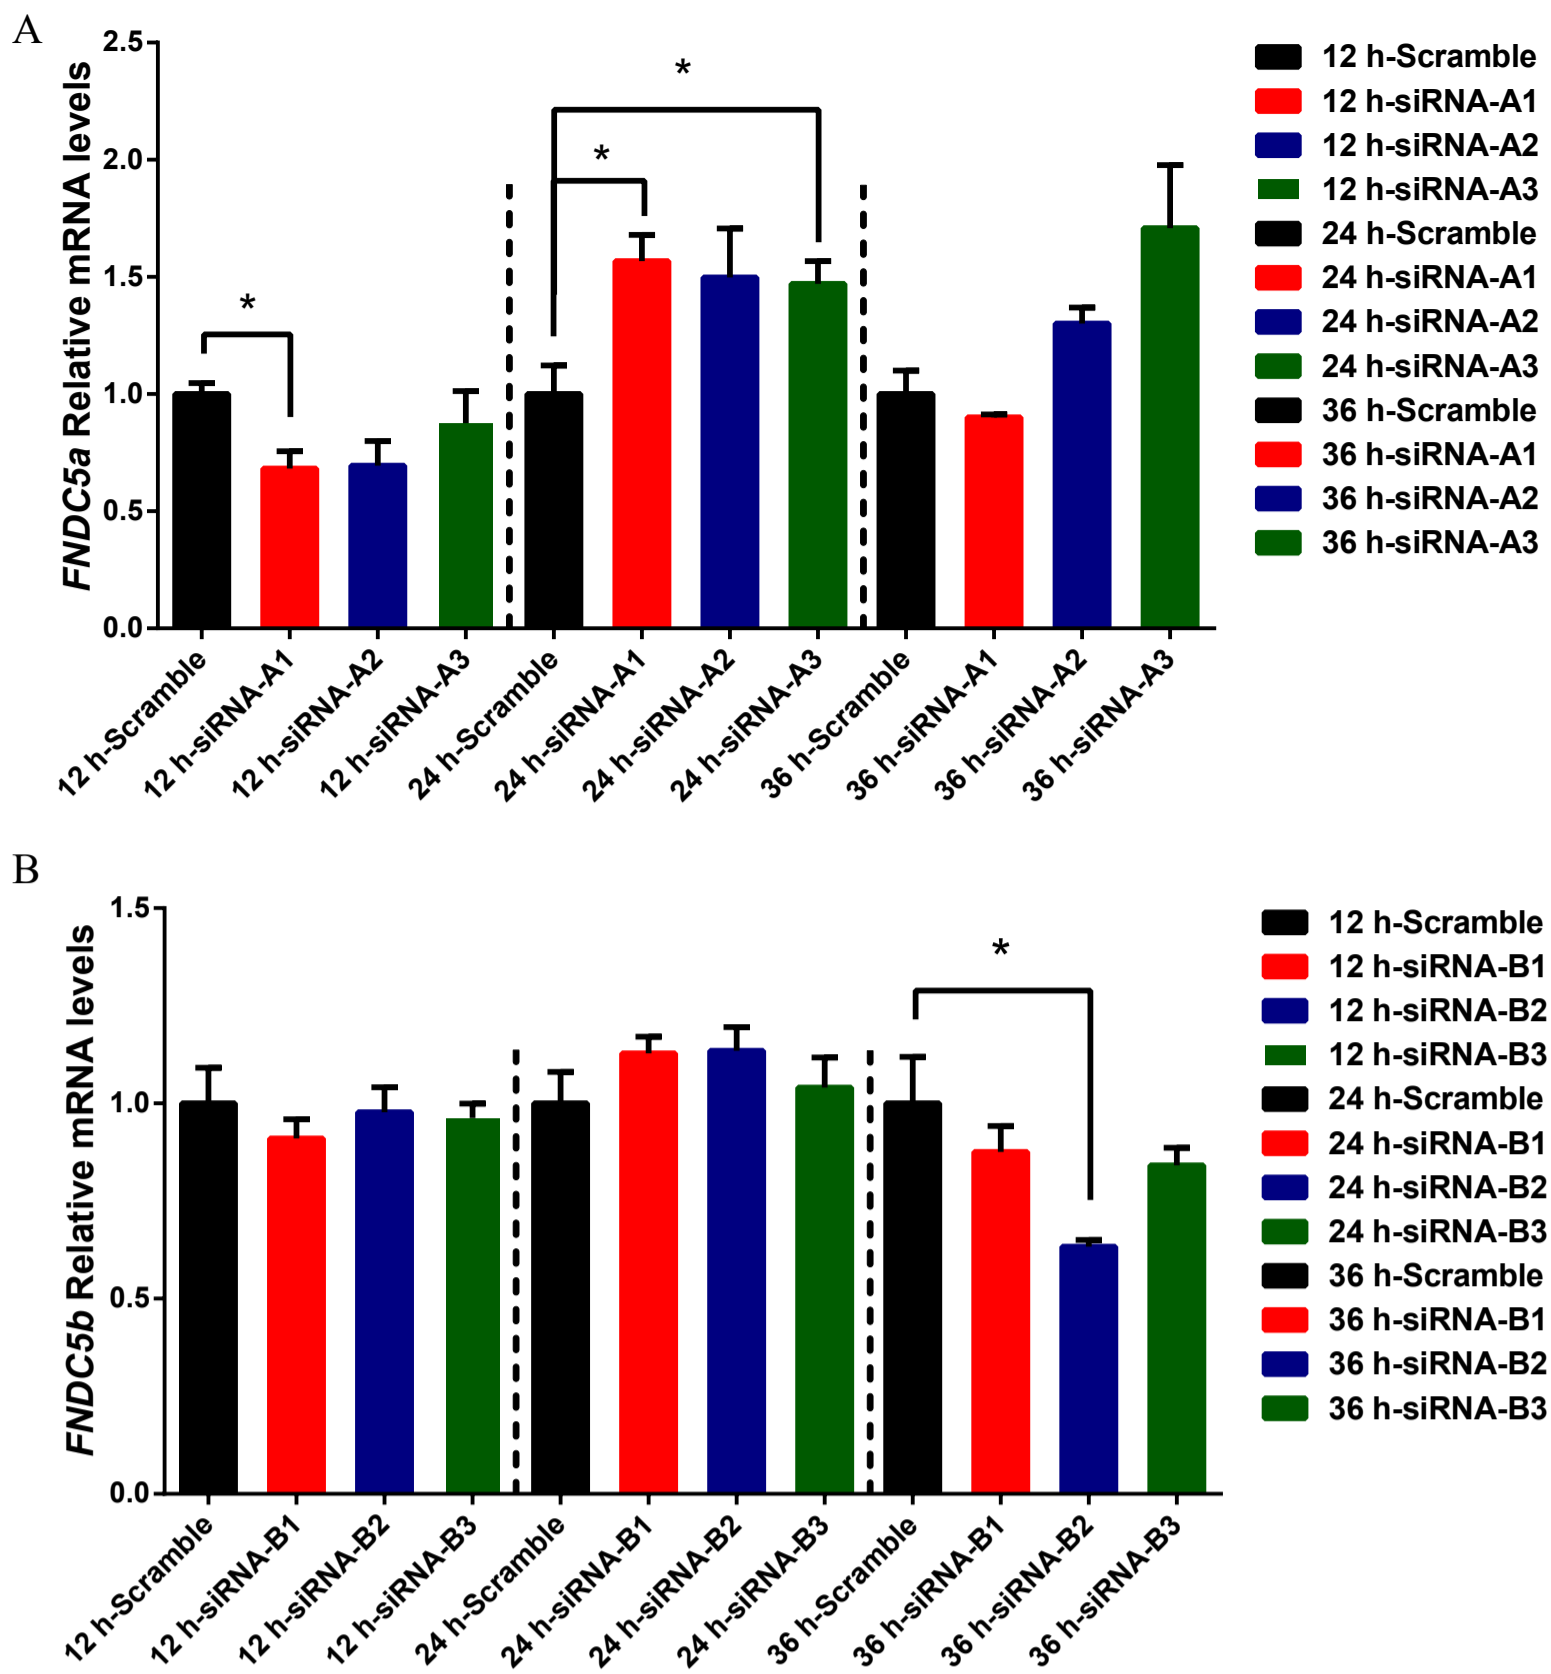 A
FNDC5a Relative mRNA levels
2.5
2.0
1.5
1.0
0.5
0.0
*
*
*
12 h-Scramble
12 h-siRNA-A1
12 h-siRNA-A2
12 h-siRNA-A3
24 h-Scramble
24 h-siRNA-A1
24 h-siRNA-A2
24 h-siRNA-A3
36 h-Scramble
36 h-siRNA-A1
36 h-siRNA-A2
36 h-siRNA-A3
12 h-Scramble
12 h-siRNA-A1
12 h-siRNA-A2
12 h-siRNA-A3
24 h-Scramble
24 h-siRNA-A1
24 h-siRNA-A2
24 h-siRNA-A3
36 h-Scramble
36 h-siRNA-A1
36 h-siRNA-A2
36 h-siRNA-A3
B
FNDC5b Relative mRNA levels
1.5
1.0
0.5
0.0
*
12 h-Scramble
12 h-siRNA-B1
12 h-siRNA-B2
12 h-siRNA-B3
24 h-Scramble
24 h-siRNA-B1
24 h-siRNA-B2
24 h-siRNA-B3
36 h-Scramble
36 h-siRNA-B1
36 h-siRNA-B2
36 h-siRNA-B3
12 h-Scramble
12 h-siRNA-B1
12 h-siRNA-B2
12 h-siRNA-B3
24 h-Scramble
24 h-siRNA-B1
24 h-siRNA-B2
24 h-siRNA-B3
36 h-Scramble
36 h-siRNA-B1
36 h-siRNA-B2
36 h-siRNA-B3